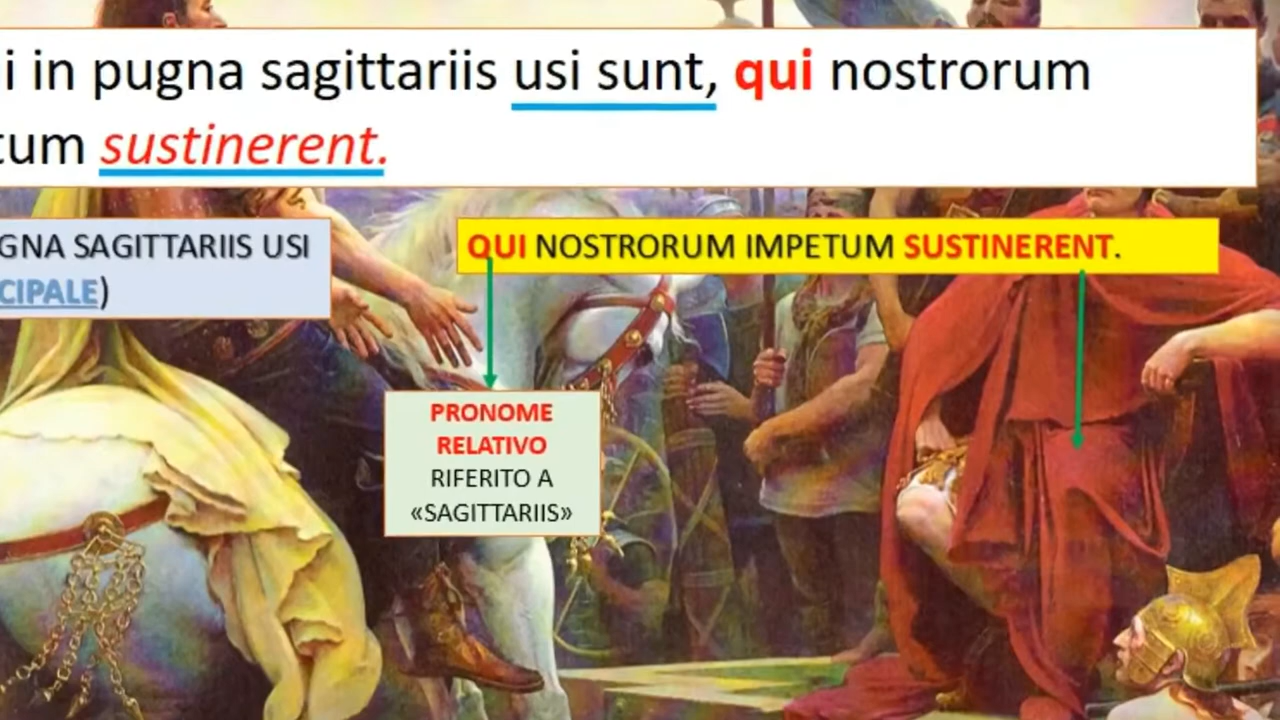 i in pugna sagittariis usi sunt, qui nostrorum
tum sustinerent.
GNA SAGITTARIIS USI
CIPALE)
QUI NOSTRORUM IMPETUM SUSTINERENT.
PRONOME
RELATIVO
RIFERITO A
«SAGITTARIIS»